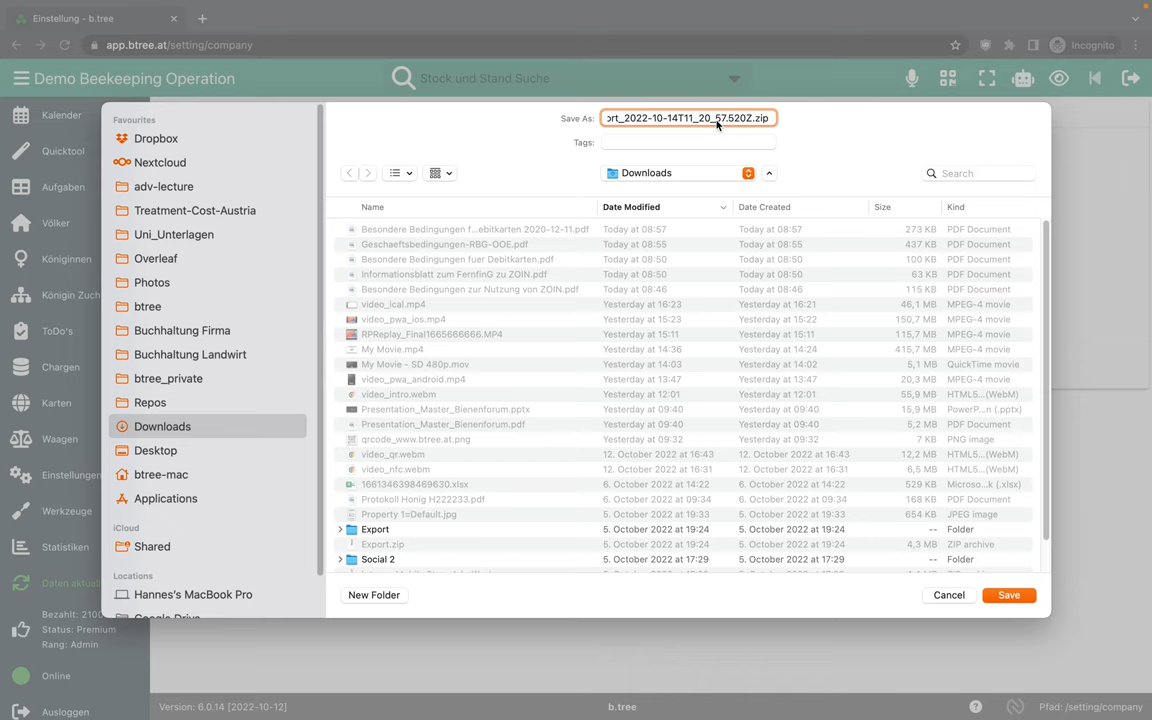 Einstellung - b.tree
app.btree.at/setting/company
Incognito
Demo Beekeeping Operation
Stock und Stand Suche
Kalender
Quicktool
Aufgaben
Völker
Königinnen
Königin Zuch
ToDo's
Chargen
Karten
Waagen
Einstellungen
Werkzeuge
Statistiken
Daten aktuali
Bezahlt: 2100
Status: Premium
Rang: Admin
Online
Ausloggen
Favourites
Dropbox
Nextcloud
adv-lecture
Treatment-Cost-Austria
Uni_Unterlagen
Overleaf
Photos
btree
Buchhaltung Firma
Buchhaltung Landwirt
btree_private
Repos
Downloads
Desktop
btree-mac
Applications
iCloud
Shared
Locations
Hannes's MacBook Pro
Google Drive
Save As: ort_2022-10-14T11_20_57.520Z.zip
Tags:
Downloads
Search
Name Date Modified Date Created Size Kind
Besondere Bedingungen f...ebitkarten 2020-12-11.pdf Today at 08:57 Today at 08:57 273 KB PDF Document
Geschaeftsbedingungen-RBG-OOE.pdf Today at 08:55 Today at 08:55 437 KB PDF Document
Besondere Bedingungen fuer Debitkarten.pdf Today at 08:50 Today at 08:50 100 KB PDF Document
Informationsblatt zum FernfinG zu ZOIN.pdf Today at 08:50 Today at 08:50 63 KB PDF Document
Besondere Bedingungen zur Nutzung von ZOIN.pdf Today at 08:46 Today at 08:46 115 KB PDF Document
video_ical.mp4 Yesterday at 16:23 Yesterday at 16:21 46,1 MB MPEG-4 movie
video_pwa_ios.mp4 Yesterday at 15:23 Yesterday at 15:22 150,7 MB MPEG-4 movie
RPReplay_Final1665666666.MP4 Yesterday at 15:11 Yesterday at 15:11 115,7 MB MPEG-4 movie
My Movie.mp4 Yesterday at 14:36 Yesterday at 14:24 415,7 MB MPEG-4 movie
My Movie - SD 480p.mov Yesterday at 14:03 Yesterday at 14:02 5,1 MB QuickTime movie
video_pwa_android.mp4 Yesterday at 13:47 Yesterday at 13:47 20,3 MB MPEG-4 movie
video_intro.webm Yesterday at 12:01 Yesterday at 12:01 55,9 MB HTML5...(WebM)
Presentation_Master_Bienenforum.pptx Yesterday at 09:40 Yesterday at 09:40 15,9 MB PowerP...n (.pptx)
Presentation_Master_Bienenforum.pdf Yesterday at 09:40 Yesterday at 09:40 5,2 MB PDF Document
qrcode_www.btree.at.png Yesterday at 09:32 Yesterday at 09:32 7 KB PNG image
video_qr.webm 12. October 2022 at 16:43 12. October 2022 at 16:43 12,2 MB HTML5...(WebM)
video_nfc.webm 12. October 2022 at 16:31 12. October 2022 at 16:31 6,5 MB HTML5...(WebM)
1661346398469630.xlsx 6. October 2022 at 14:22 6. October 2022 at 14:22 529 KB Microso...k (.xlsx)
Protokoll Honig H222233.pdf 6. October 2022 at 09:34 6. October 2022 at 09:34 168 KB PDF Document
Property 1=Default.jpg 5. October 2022 at 19:33 5. October 2022 at 19:33 654 KB JPEG image
Export 5. October 2022 at 19:24 5. October 2022 at 19:24 -- Folder
Export.zip 5. October 2022 at 19:24 5. October 2022 at 19:24 4,3 MB ZIP archive
Social 2 5. October 2022 at 17:29 5. October 2022 at 17:29 -- Folder
New Folder
Cancel
Save
Version: 6.0.14 [2022-10-12]
b.tree
Pfad: /setting/company